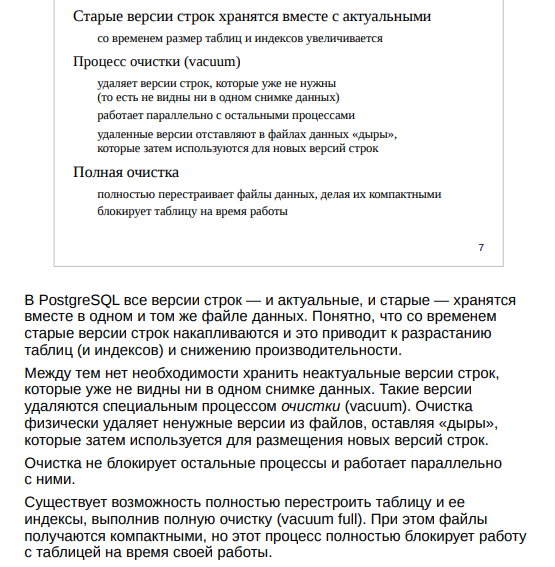 Старые версии строк хранятся вместе с актуальными
со временем размер таблиц и индексов увеличивается
Процесс очистки (vacuum)
удаляет версии строк, которые уже не нужны
(то есть не видны ни в одном снимке данных)
работает параллельно с остальными процессами
удаленные версии отставляют в файлах данных «дыры»,
которые затем используются для новых версий строк
Полная очистка
полностью перестраивает файлы данных, делая их компактными
блокирует таблицу на время работы
7
В PostgreSQL все версии строк — и актуальные, и старые — хранятся
вместе в одном и том же файле данных. Понятно, что со временем
старые версии строк накапливаются и это приводит к разрастанию
таблиц (и индексов) и снижению производительности.
Между тем нет необходимости хранить неактуальные версии строк,
которые уже не видны ни в одном снимке данных. Такие версии
удаляются специальным процессом очистки (vacuum). Очистка
физически удаляет ненужные версии из файлов, оставляя «дыры»,
которые затем используется для размещения новых версий строк.
Очистка не блокирует остальные процессы и работает параллельно
с ними.
Существует возможность полностью перестроить таблицу и ее
индексы, выполнив полную очистку (vacuum full). При этом файлы
получаются компактными, но этот процесс полностью блокирует работу
с таблицей на время своей работы.